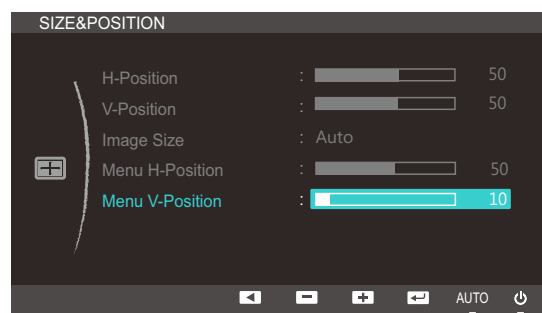 SIZE&POSITION
H-Position : 50
V-Position : 50
Image Size : Auto
Menu H-Position : 50
Menu V-Position : 10
AUTO